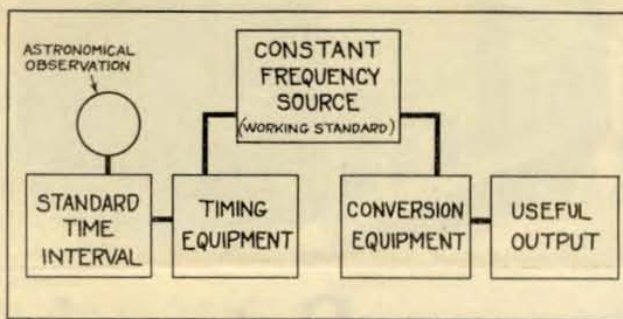 ASTRONOMICAL
OBSERVATION
CONSTANT
FREQUENCY
SOURCE
(WORKING STANDARD)
STANDARD
TIME
INTERVAL
TIMING
EQUIPMENT
CONVERSION
EQUIPMENT
USEFUL
OUTPUT